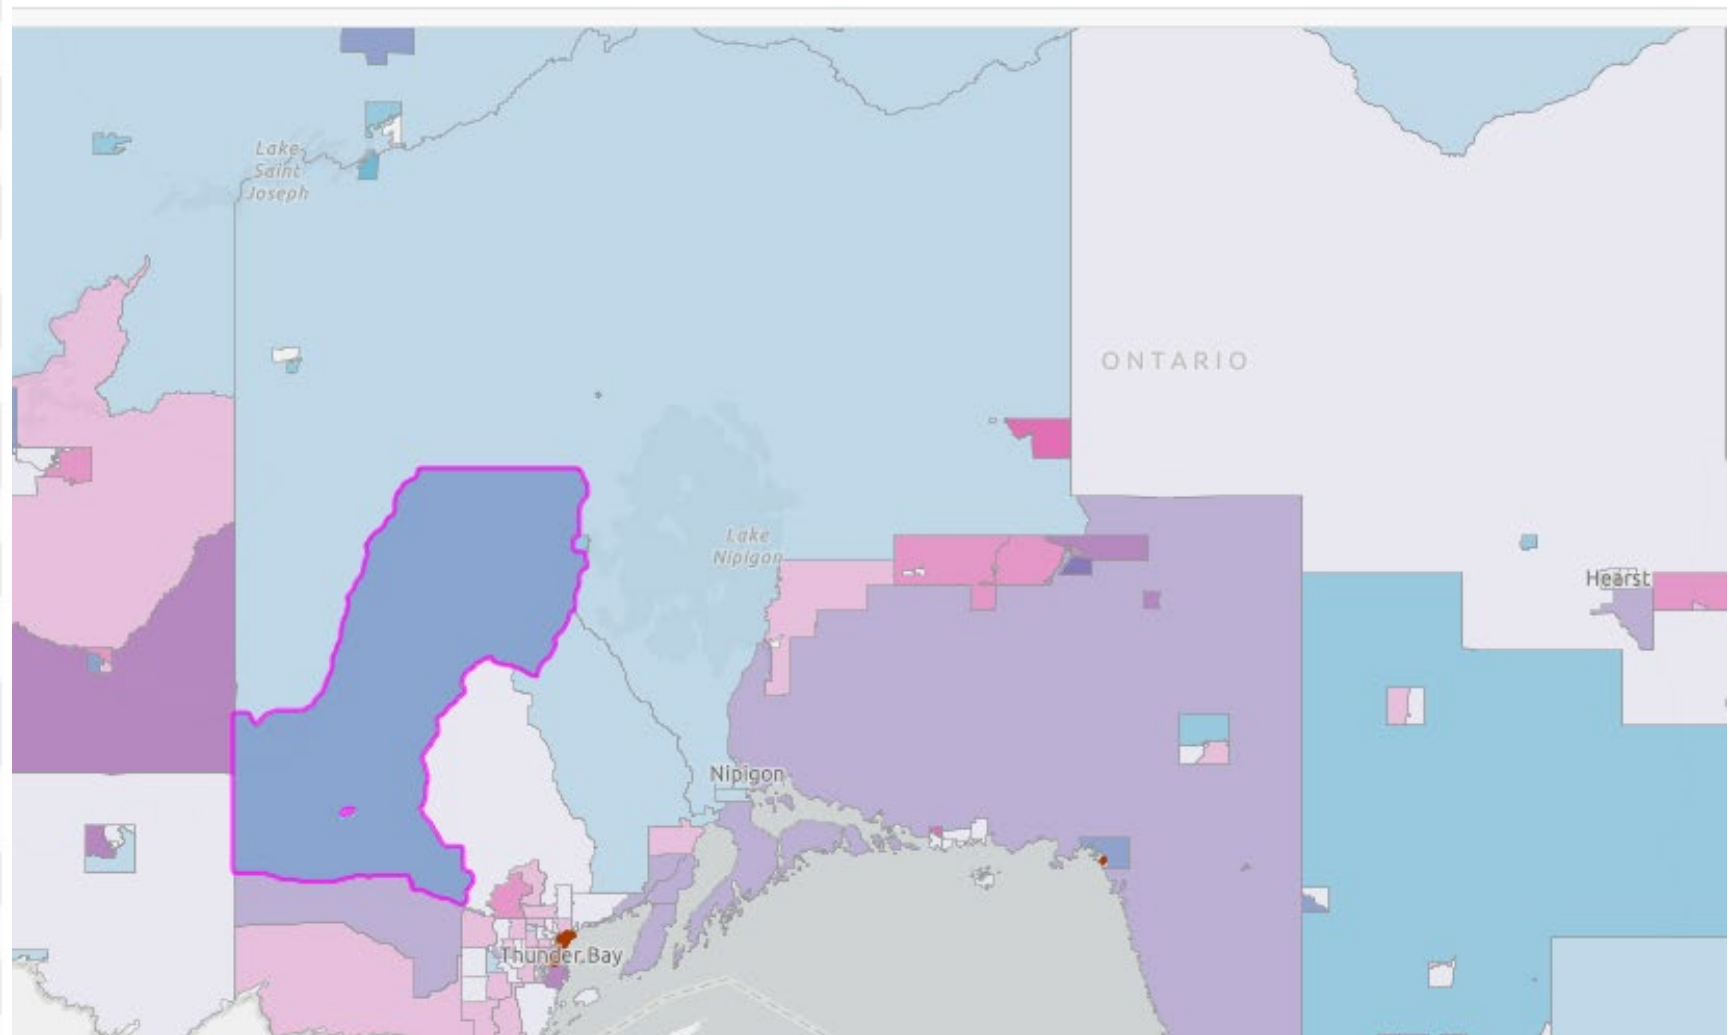 Lake
Saint
Joseph
ONTARIO
Lake
Nipigon
Hearst
Nipigon
Thunder Bay